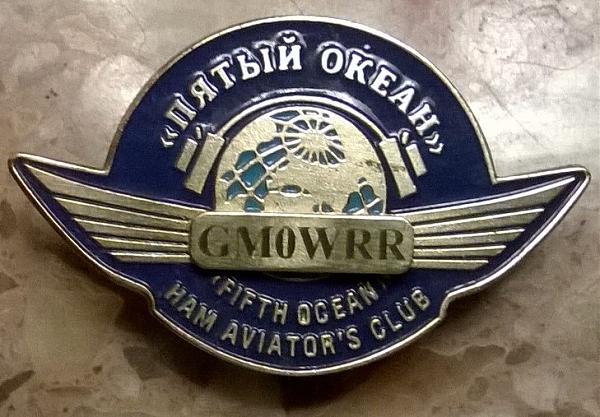 «ПЯТЫЙ ОКЕАН»
GM0WRR
(FIFTH OCEAN)
HAM AVIATOR'S CLUB